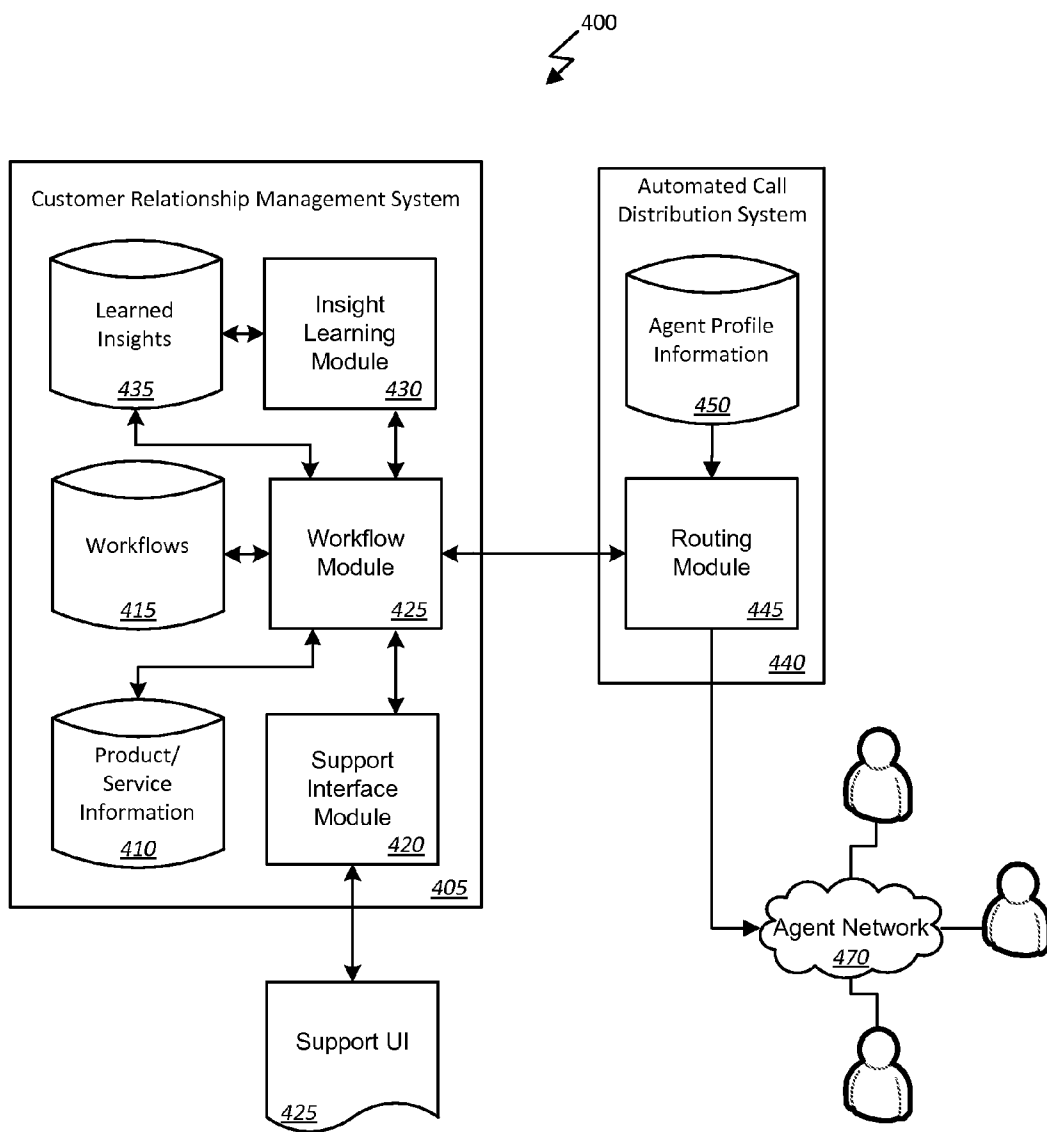 400
Customer Relationship Management System
Learned
Insights
435
Insight
Learning
Module
430
Workflows
415
Workflow
Module
425
Product/
Service
Information
410
Support
Interface
Module
420
405
Support UI
425
Automated Call
Distribution System
Agent Profile
Information
450
Routing
Module
445
440
Agent Network
470